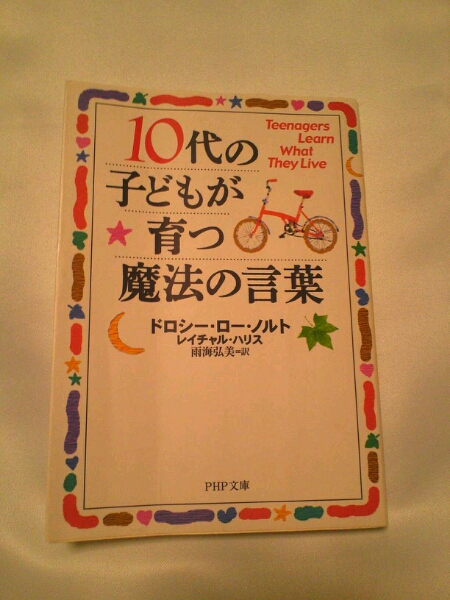 10代の
子どもが
育つ
魔法の言葉
Teenagers
Learn
What
They Live
ドロシー・ロー・ノルト
レイチャル・ハリス
雨海弘美=訳
PHP文庫